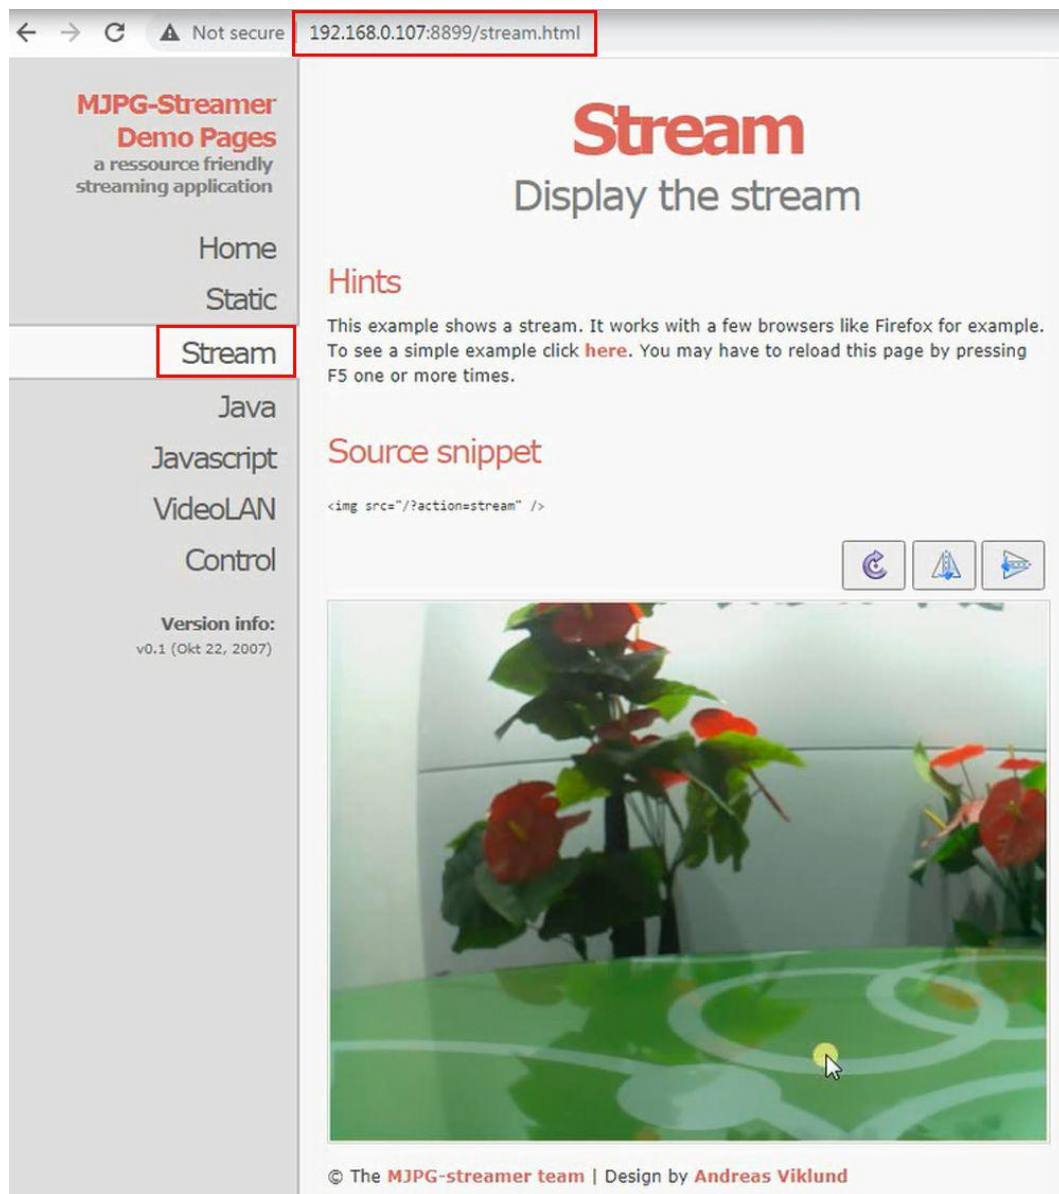 Not secure
192.168.0.107:8899/stream.html
MJPG-Streamer
Demo Pages
a ressource friendly
streaming application
Home
Static
Stream
Java
Javascript
VideoLAN
Control
Version info:
v0.1 (Okt 22, 2007)
Stream
Display the stream
Hints
This example shows a stream. It works with a few browsers like Firefox for example.
To see a simple example click here. You may have to reload this page by pressing
F5 one or more times.
Source snippet
<img src="/?action=stream" />
© The MJPG-streamer team | Design by Andreas Viklund